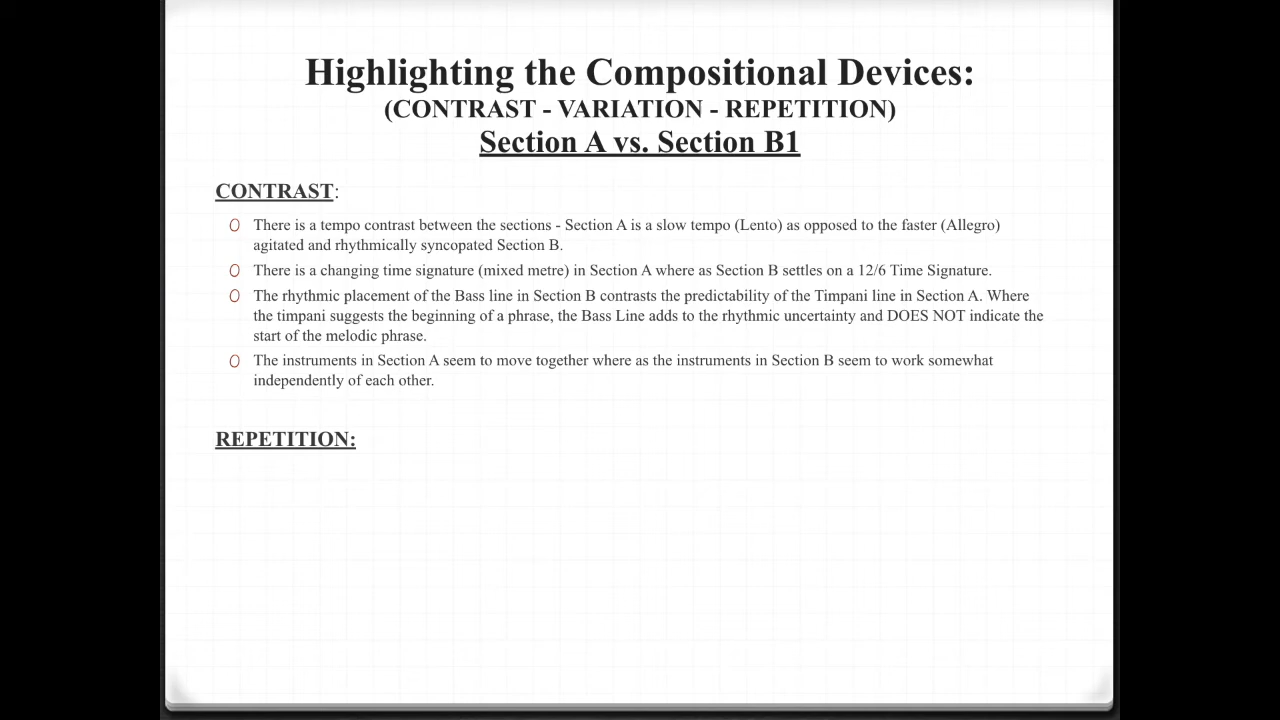 Highlighting the Compositional Devices:
(CONTRAST - VARIATION - REPETITION)
Section A vs. Section B1
CONTRAST:
O There is a tempo contrast between the sections - Section A is a slow tempo (Lento) as opposed to the faster (Allegro)
agitated and rhythmically syncopated Section B.
O There is a changing time signature (mixed metre) in Section A where as Section B settles on a 12/6 Time Signature.
O The rhythmic placement of the Bass line in Section B contrasts the predictability of the Timpani line in Section A. Where
the timpani suggests the beginning of a phrase, the Bass Line adds to the rhythmic uncertainty and DOES NOT indicate the
start of the melodic phrase.
O The instruments in Section A seem to move together where as the instruments in Section B seem to work somewhat
independently of each other.
REPETITION: